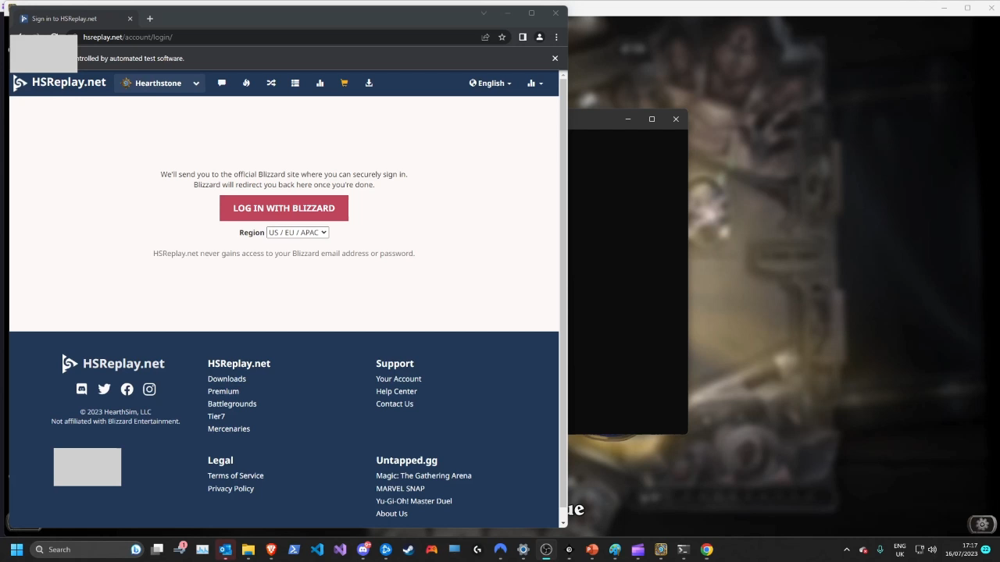 Sign in to HSReplay.net
hsreplay.net/account/login/
ntrolled by automated test software.
HSReplay.net
Hearthstone
English
We'll send you to the official Blizzard site where you can securely sign in.
Blizzard will redirect you back here once you're done.
LOG IN WITH BLIZZARD
Region US / EU / APAC
HSReplay.net never gains access to your Blizzard email address or password.
HSReplay.net
© 2023 HearthSim, LLC
Not affiliated with Blizzard Entertainment.
HSReplay.net
Downloads
Premium
Battlegrounds
Tier7
Mercenaries
Support
Your Account
Help Center
Contact Us
Legal
Terms of Service
Privacy Policy
Untapped.gg
Magic: The Gathering Arena
MARVEL SNAP
Yu-Gi-Oh! Master Duel
About Us
ue
Search
1
9+
ENG
UK
17:17
16/07/2023
22